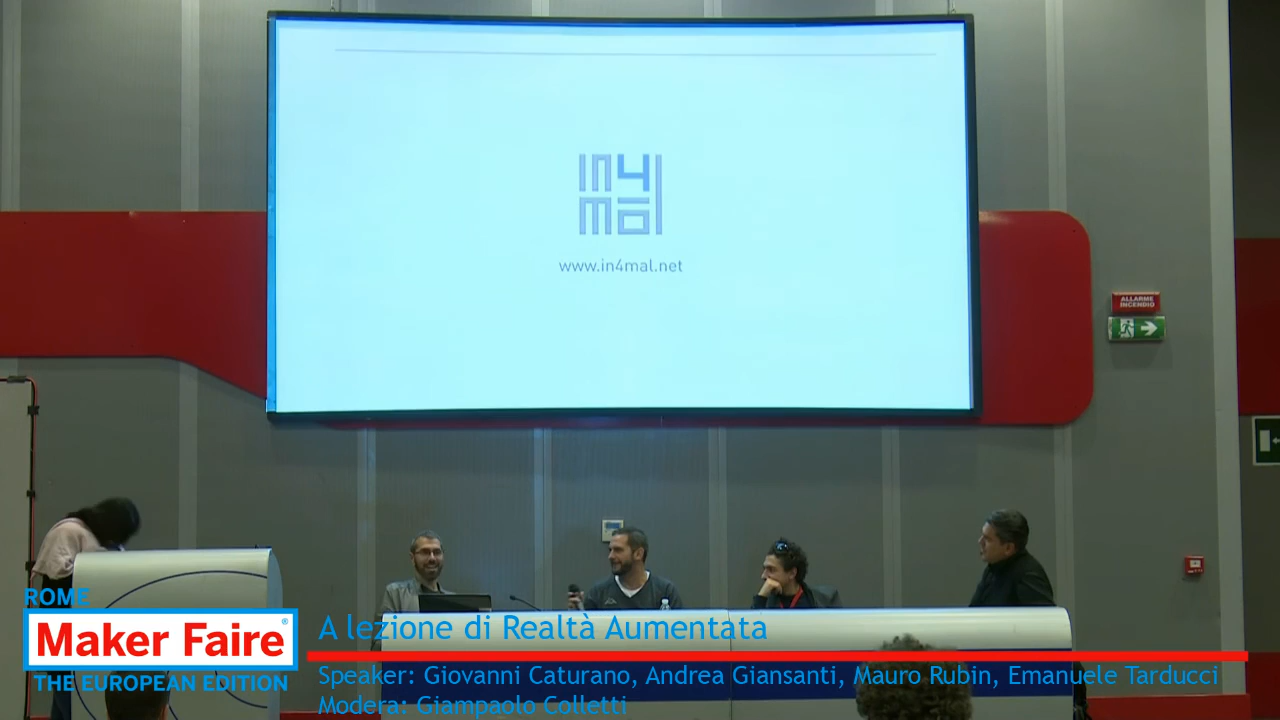 in4
mal
www.in4mal.net
ALLARME
INCENDIO
ROME
Maker Faire®
THE EUROPEAN EDITION
A lezione di Realtà Aumentata
Speaker: Giovanni Caturano, Andrea Giansanti, Mauro Rubin, Emanuele Tarducci
Modera: Giampaolo Colletti